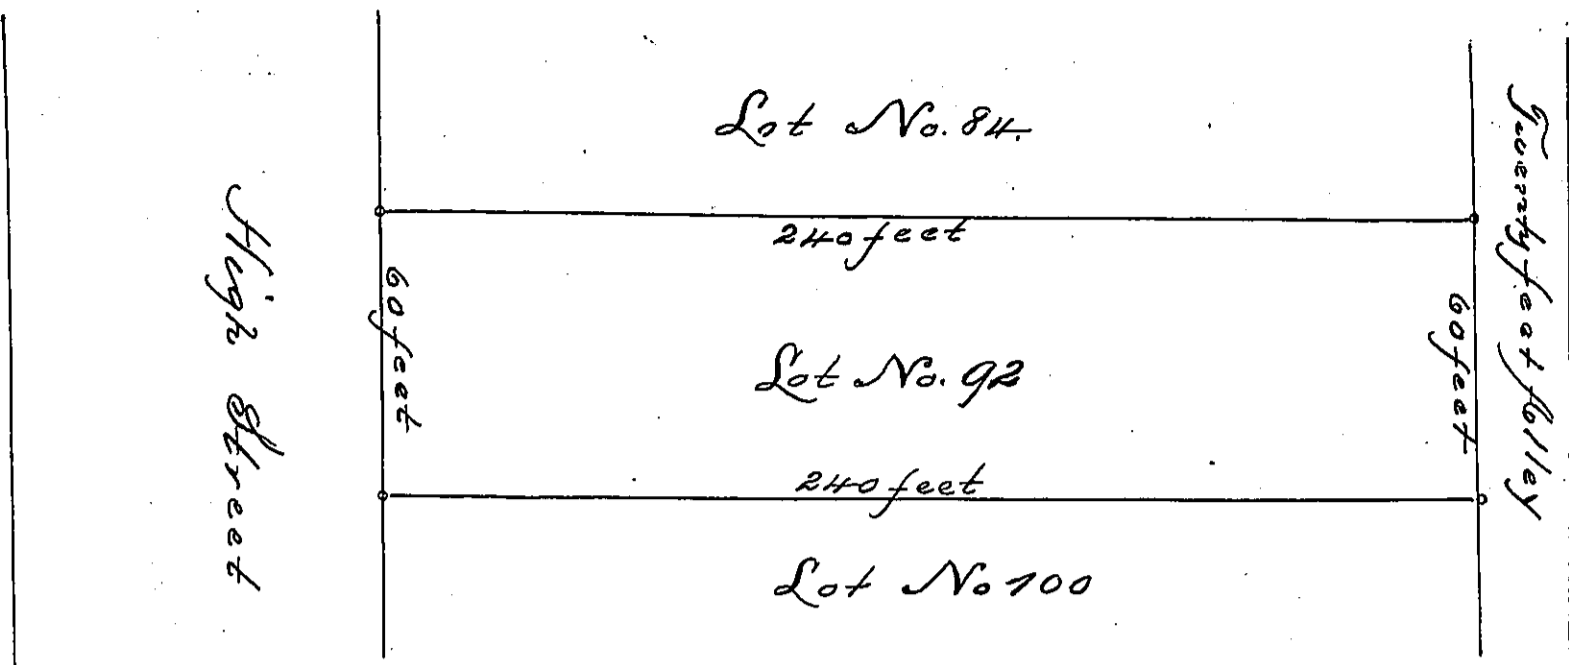 Lot No. 84.
240 feet
High Street
60 feet
Lot No. 92
60 feet
Twenty feet Alley
240 feet
Lot No 100